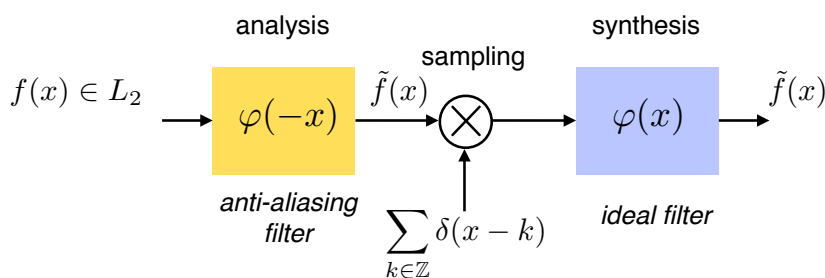 analysis
synthesis
sampling
f(x) ∈ L₂
φ(−x)
f̃(x)
φ(x)
f̃(x)
anti-aliasing
filter
∑ δ(x − k)
k∈ℤ
ideal filter